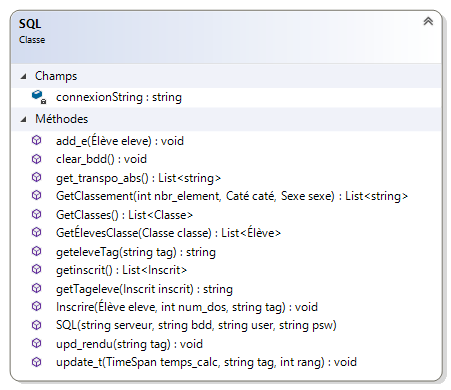 SQL
Classe
Champs
connexionString : string
Méthodes
add_e(Élève eleve) : void
clear_bdd() : void
get_transpo_abs() : List<string>
GetClassement(int nbr_element, Caté caté, Sexe sexe) : List<string>
GetClasses() : List<Classe>
GetÉlevesClasse(Classe classe) : List<Élève>
geteleveTag(string tag) : string
getinscrit() : List<Inscrit>
getTageleve(Inscrit inscrit) : string
Inscrire(Élève eleve, int num_dos, string tag) : void
SQL(string serveur, string bdd, string user, string psw)
upd_rendu(string tag) : void
update_t(TimeSpan temps_calc, string tag, int rang) : void